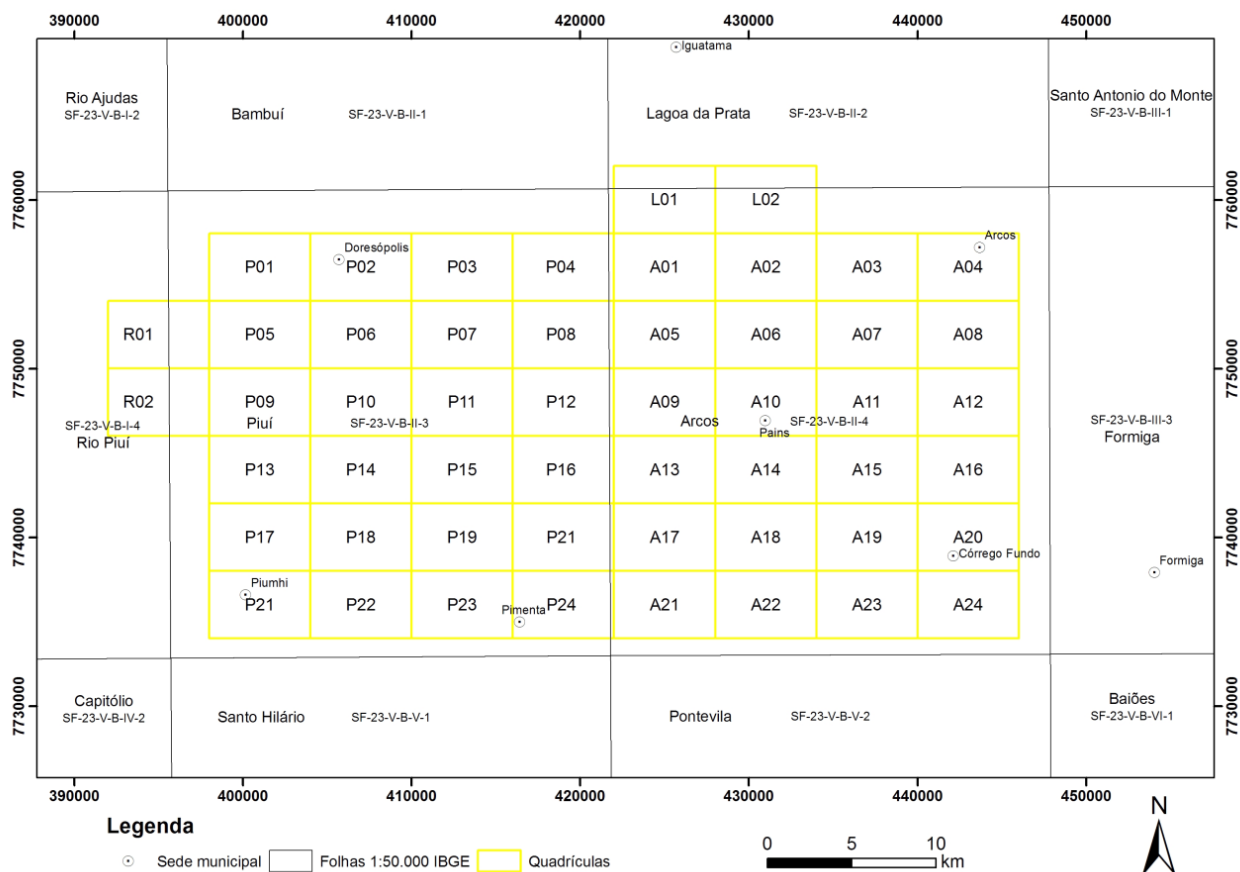 390000 400000 410000 420000 430000 440000 450000
Iguatama
Rio Ajudas
SF-23-V-B-I-2
Bambuí SF-23-V-B-II-1
Lagoa da Prata SF-23-V-B-II-2
Santo Antonio do Monte
SF-23-V-B-III-1
7760000 7760000
L01 L02
Doresópolis Arcos
P01 P02 P03 P04 A01 A02 A03 A04
R01 P05 P06 P07 P08 A05 A06 A07 A08
7750000 7750000
R02 P09 P10 P11 P12 A09 A10 A11 A12
SF-23-V-B-I-4
Rio Piuí
Piuí SF-23-V-B-II-3
Arcos SF-23-V-B-II-4
Pains
SF-23-V-B-III-3
Formiga
P13 P14 P15 P16 A13 A14 A15 A16
7740000 7740000
P17 P18 P19 P21 A17 A18 A19 A20
Córrego Fundo
Formiga
Piumhi
P21 P22 P23 P24 A21 A22 A23 A24
Pimenta
7730000 7730000
Capitólio
SF-23-V-B-IV-2
Santo Hilário SF-23-V-B-V-1
Pontevila SF-23-V-B-V-2
Baiões
SF-23-V-B-VI-1
390000 400000 410000 420000 430000 440000 450000
Legenda
Sede municipal Folhas 1:50.000 IBGE Quadrículas
0 5 10
km
N